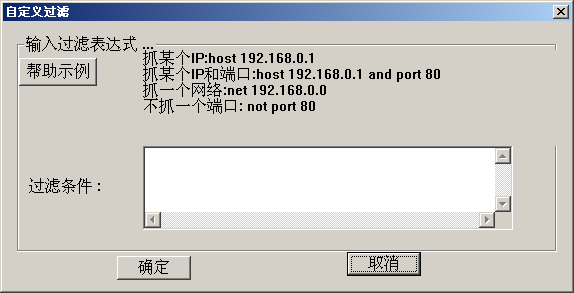 自定义过滤
输入过滤表达式 ...
帮助示例
抓某个IP:host 192.168.0.1
抓某个IP和端口:host 192.168.0.1 and port 80
抓一个网络:net 192.168.0.0
不抓一个端口: not port 80
过滤条件 :
确定
取消